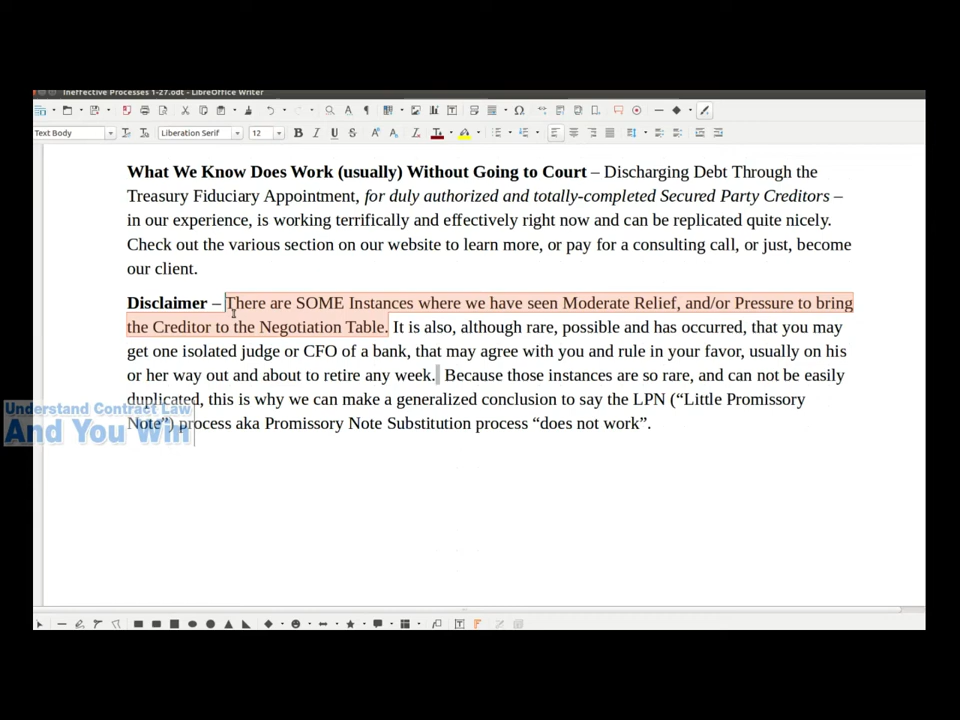 Ineffective Processes 1-27.odt - LibreOffice Writer
Text Body
Liberation Serif
12
What We Know Does Work (usually) Without Going to Court – Discharging Debt Through the
Treasury Fiduciary Appointment, for duly authorized and totally-completed Secured Party Creditors –
in our experience, is working terrifically and effectively right now and can be replicated quite nicely.
Check out the various section on our website to learn more, or pay for a consulting call, or just, become
our client.
Disclaimer – There are SOME Instances where we have seen Moderate Relief, and/or Pressure to bring
the Creditor to the Negotiation Table. It is also, although rare, possible and has occurred, that you may
get one isolated judge or CFO of a bank, that may agree with you and rule in your favor, usually on his
or her way out and about to retire any week. Because those instances are so rare, and can not be easily
duplicated, this is why we can make a generalized conclusion to say the LPN (“Little Promissory
Note”) process aka Promissory Note Substitution process “does not work”.
Understand Contract Law
And You Win